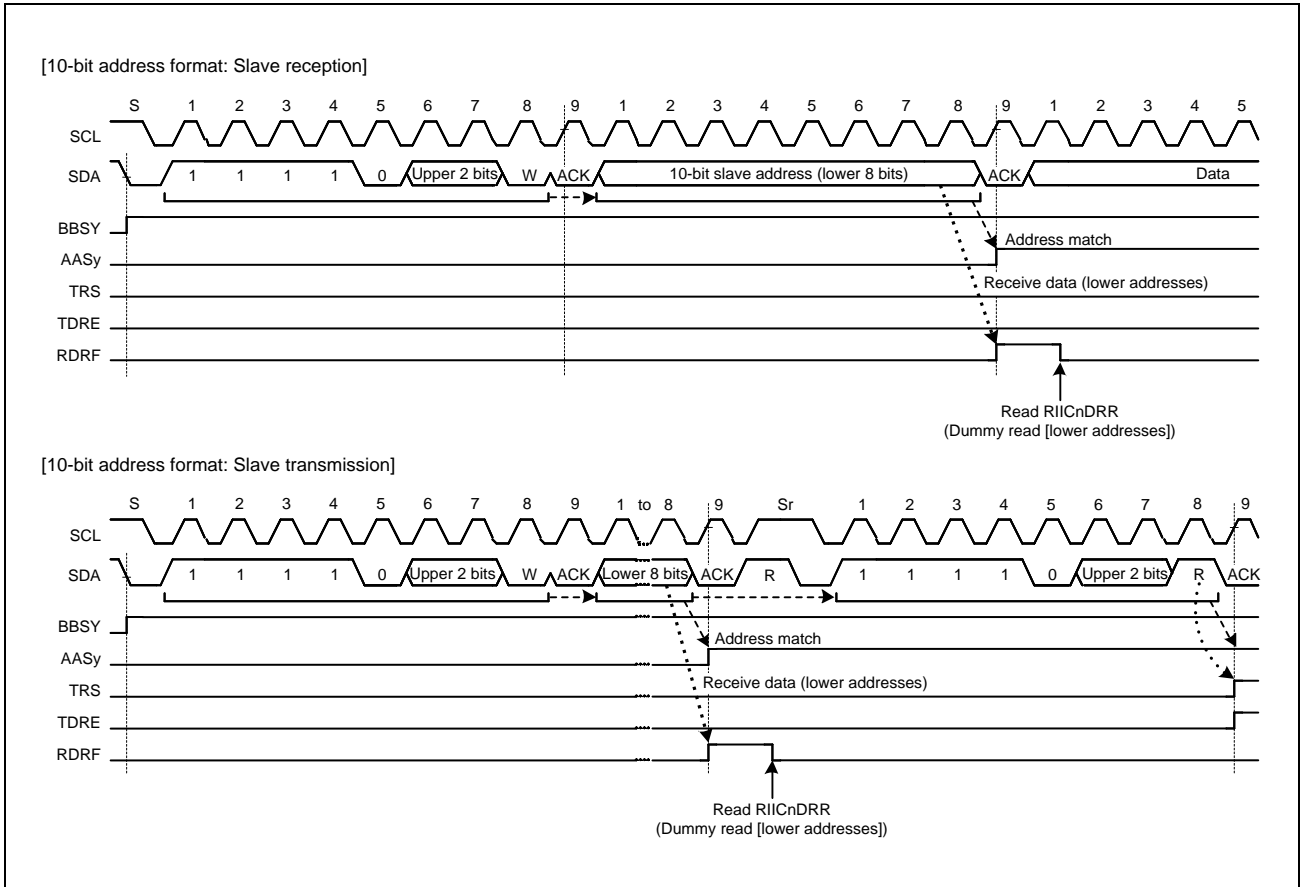 [10-bit address format: Slave reception]
S 1 2 3 4 5 6 7 8 9 1 2 3 4 5 6 7 8 9 1 2 3 4 5
SCL
SDA 1 1 1 1 0 Upper 2 bits W ACK 10-bit slave address (lower 8 bits) ACK Data
BBSY
Address match
AASy
Receive data (lower addresses)
TRS
TDRE
RDRF
Read RIICnDRR
(Dummy read [lower addresses])
[10-bit address format: Slave transmission]
S 1 2 3 4 5 6 7 8 9 1 to 8 9 Sr 1 2 3 4 5 6 7 8 9
SCL
SDA 1 1 1 1 0 Upper 2 bits W ACK Lower 8 bits ACK R 1 1 1 1 0 Upper 2 bits R ACK
BBSY
Address match
AASy
Receive data (lower addresses)
TRS
TDRE
RDRF
Read RIICnDRR
(Dummy read [lower addresses])